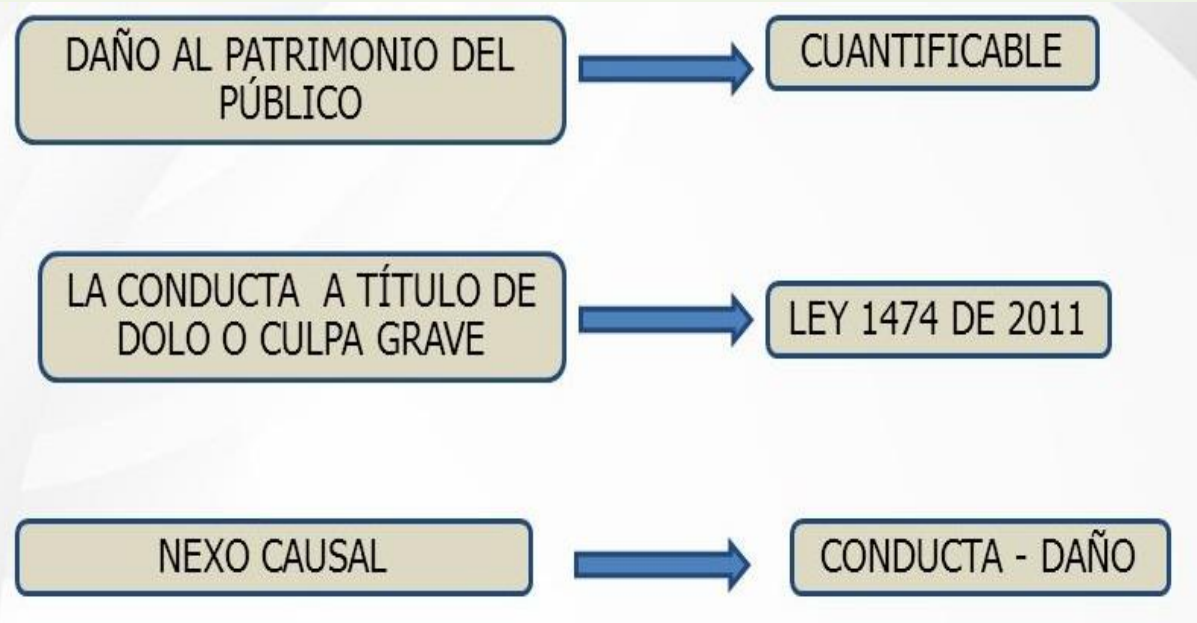 DAÑO AL PATRIMONIO DEL
PÚBLICO
CUANTIFICABLE
LA CONDUCTA A TÍTULO DE
DOLO O CULPA GRAVE
LEY 1474 DE 2011
NEXO CAUSAL
CONDUCTA - DAÑO